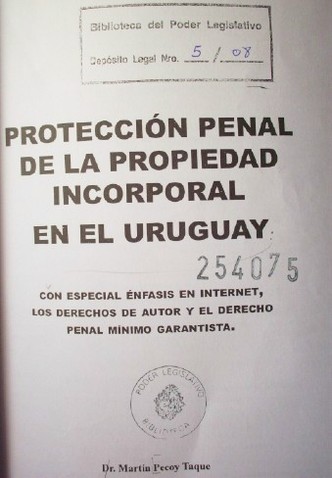 Biblioteca del Poder Legislativo
Depósito Legal Nro. 5 / 08
PROTECCIÓN PENAL
DE LA PROPIEDAD
INCORPORAL
EN EL URUGUAY
254075
CON ESPECIAL ÉNFASIS EN INTERNET,
LOS DERECHOS DE AUTOR Y EL DERECHO
PENAL MÍNIMO GARANTISTA.
PODER LEGISLATIVO
BIBLIOTECA
Dr. Martín Pecoy Taque